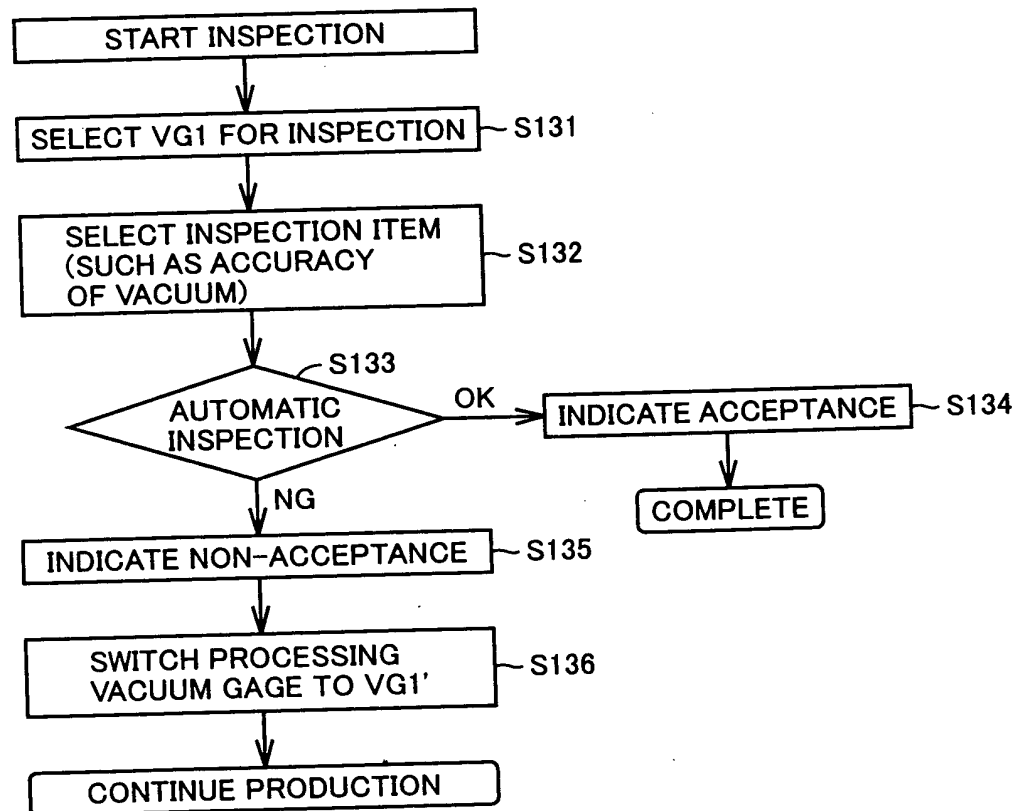 START INSPECTION
SELECT VG1 FOR INSPECTION
S131
SELECT INSPECTION ITEM
(SUCH AS ACCURACY
OF VACUUM)
S132
S133
AUTOMATIC
INSPECTION
OK
INDICATE ACCEPTANCE
S134
COMPLETE
NG
INDICATE NON-ACCEPTANCE
S135
SWITCH PROCESSING
VACUUM GAGE TO VG1'
S136
CONTINUE PRODUCTION